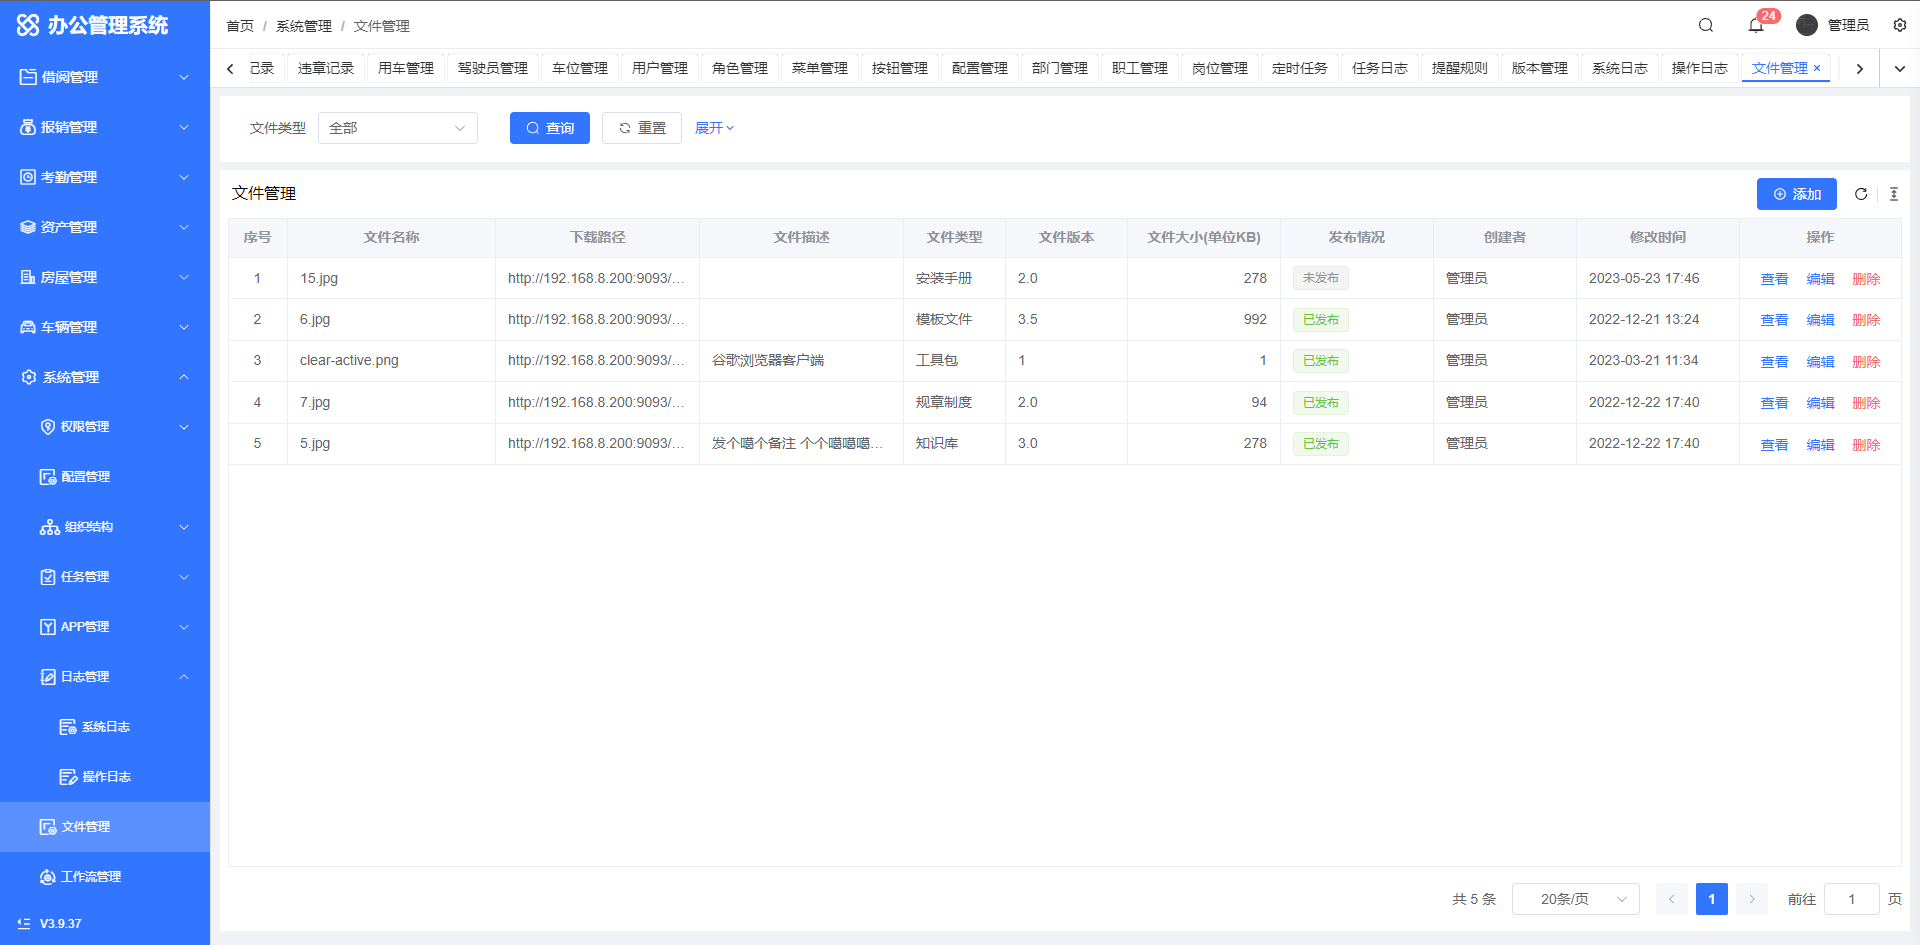 办公管理系统
首页 / 系统管理 / 文件管理
24
管理员
记录 违章记录 用车管理 驾驶员管理 车位管理 用户管理 角色管理 菜单管理 按钮管理 配置管理 部门管理 职工管理 岗位管理 定时任务 任务日志 提醒规则 版本管理 系统日志 操作日志 文件管理 ×
借阅管理
报销管理
考勤管理
资产管理
房屋管理
车辆管理
系统管理
权限管理
配置管理
组织结构
任务管理
APP管理
日志管理
系统日志
操作日志
文件管理
工作流管理
V3.9.37
文件类型 全部 查询 重置 展开
文件管理 添加
序号 文件名称 下载路径 文件描述 文件类型 文件版本 文件大小(单位KB) 发布情况 创建者 修改时间 操作
1 15.jpg http://192.168.8.200:9093/... 安装手册 2.0 278 未发布 管理员 2023-05-23 17:46 查看 编辑 删除
2 6.jpg http://192.168.8.200:9093/... 模板文件 3.5 992 已发布 管理员 2022-12-21 13:24 查看 编辑 删除
3 clear-active.png http://192.168.8.200:9093/... 谷歌浏览器客户端 工具包 1 1 已发布 管理员 2023-03-21 11:34 查看 编辑 删除
4 7.jpg http://192.168.8.200:9093/... 规章制度 2.0 94 已发布 管理员 2022-12-22 17:40 查看 编辑 删除
5 5.jpg http://192.168.8.200:9093/... 发个噶个备注 个个噶噶噶... 知识库 3.0 278 已发布 管理员 2022-12-22 17:40 查看 编辑 删除
共 5 条 20条/页 1 前往 1 页